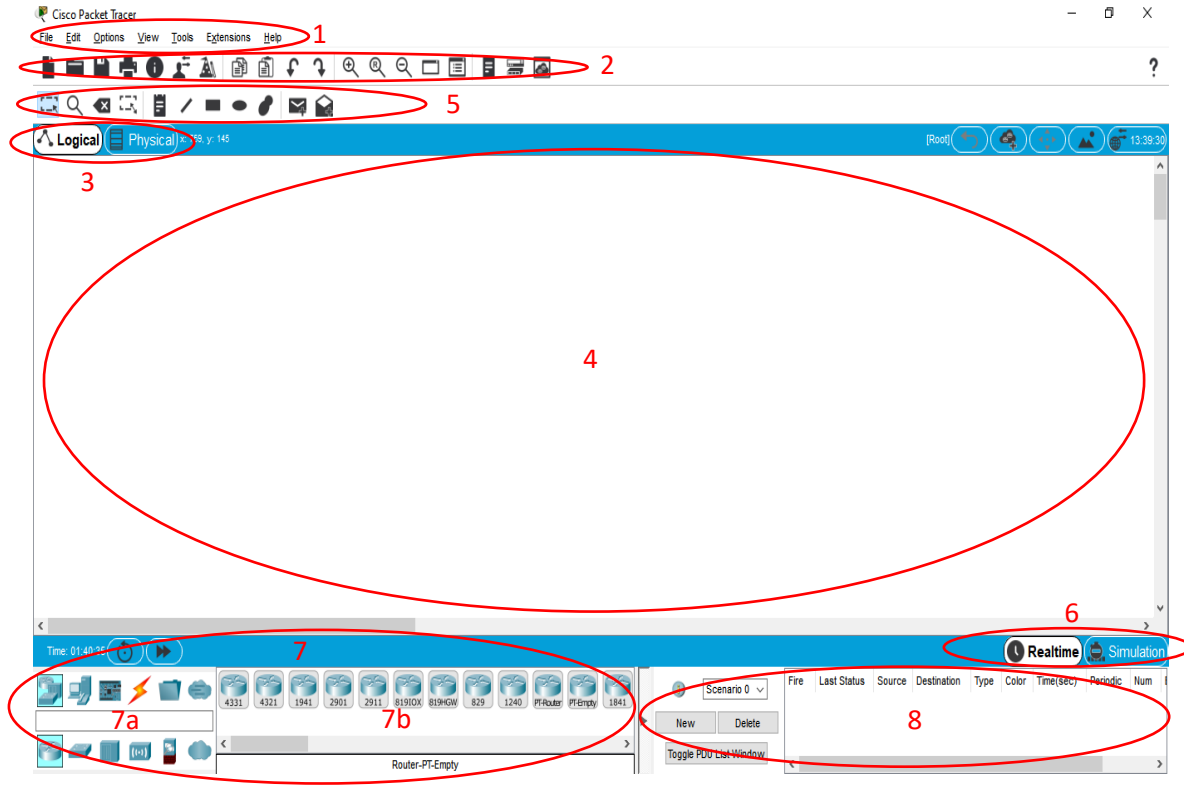 Cisco Packet Tracer
File Edit Options View Tools Extensions Help 1
2
?
5
Logical Physical y: 145 [Root] 13:39:30
3
4
6
Time: 01:40:35 7 Realtime Simulation
Scenario 0 Fire Last Status Source Destination Type Color Time(sec) Periodic Num
4331 4321 1941 2901 2911 819IOX 819HGW 829 1240 PT-Router PT-Empty 1841
7a 7b New Delete 8
Toggle PDU List Window
Router-PT-Empty